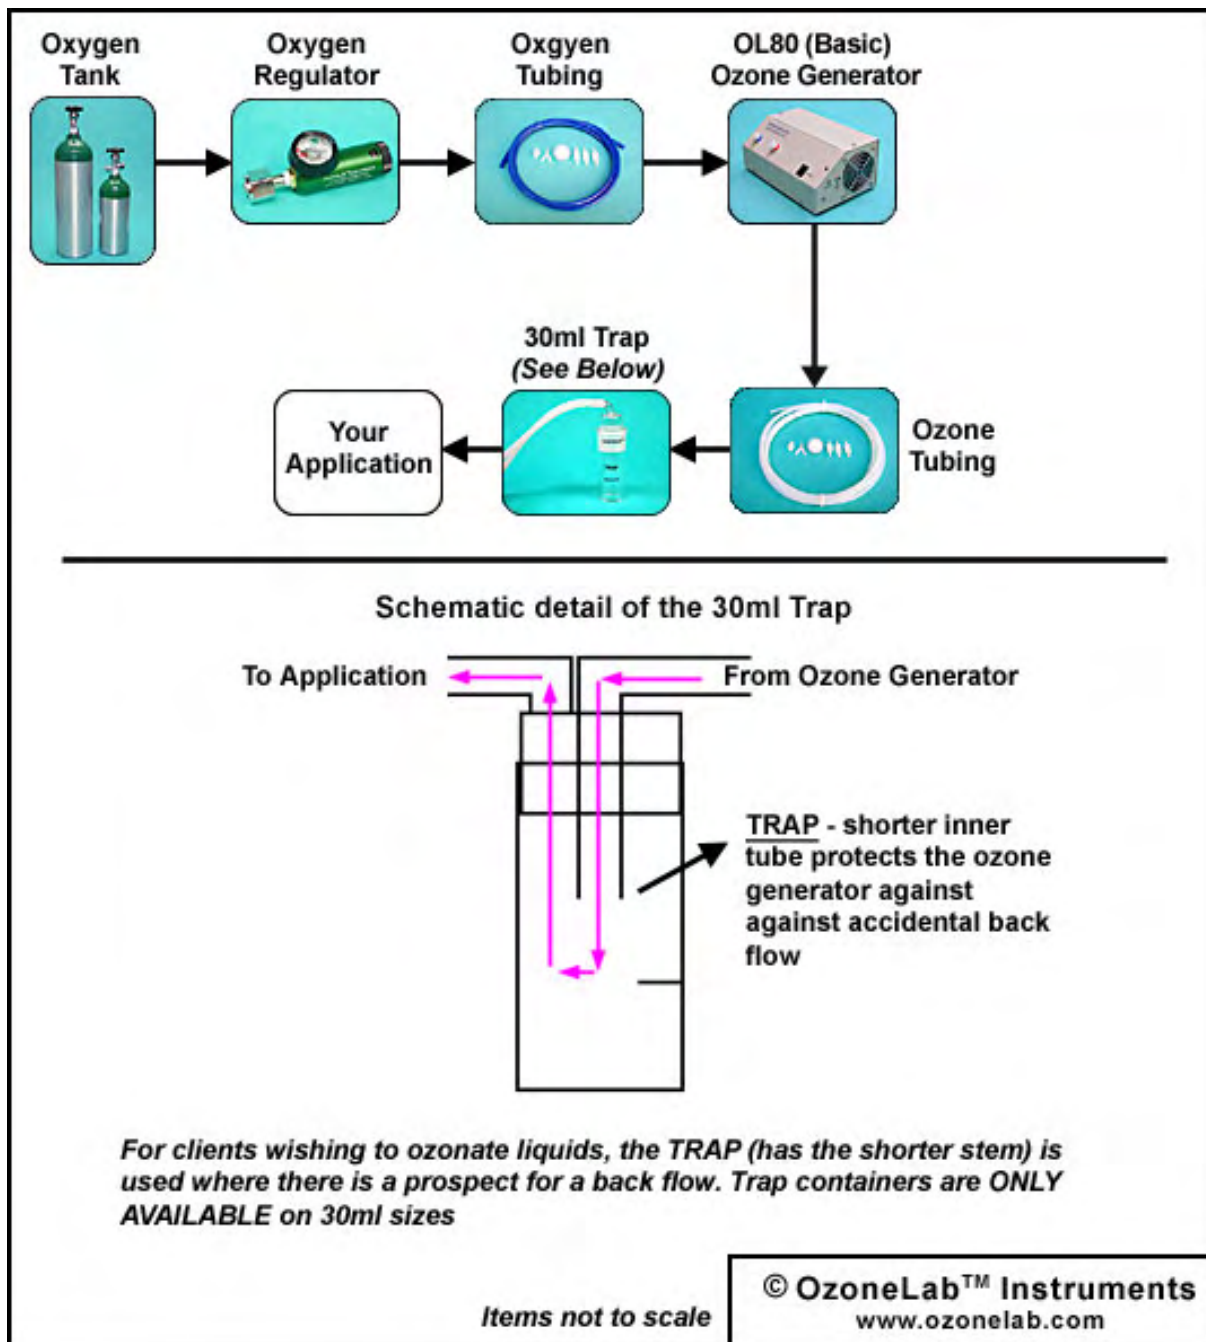 Oxygen
Tank
Oxygen
Regulator
Oxgyen
Tubing
OL80 (Basic)
Ozone Generator
30ml Trap
(See Below)
Your
Application
Ozone
Tubing
Schematic detail of the 30ml Trap
To Application
From Ozone Generator
TRAP - shorter inner
tube protects the ozone
generator against
against accidental back
flow
For clients wishing to ozonate liquids, the TRAP (has the shorter stem) is
used where there is a prospect for a back flow. Trap containers are ONLY
AVAILABLE on 30ml sizes
Items not to scale
© OzoneLab™ Instruments
www.ozonelab.com